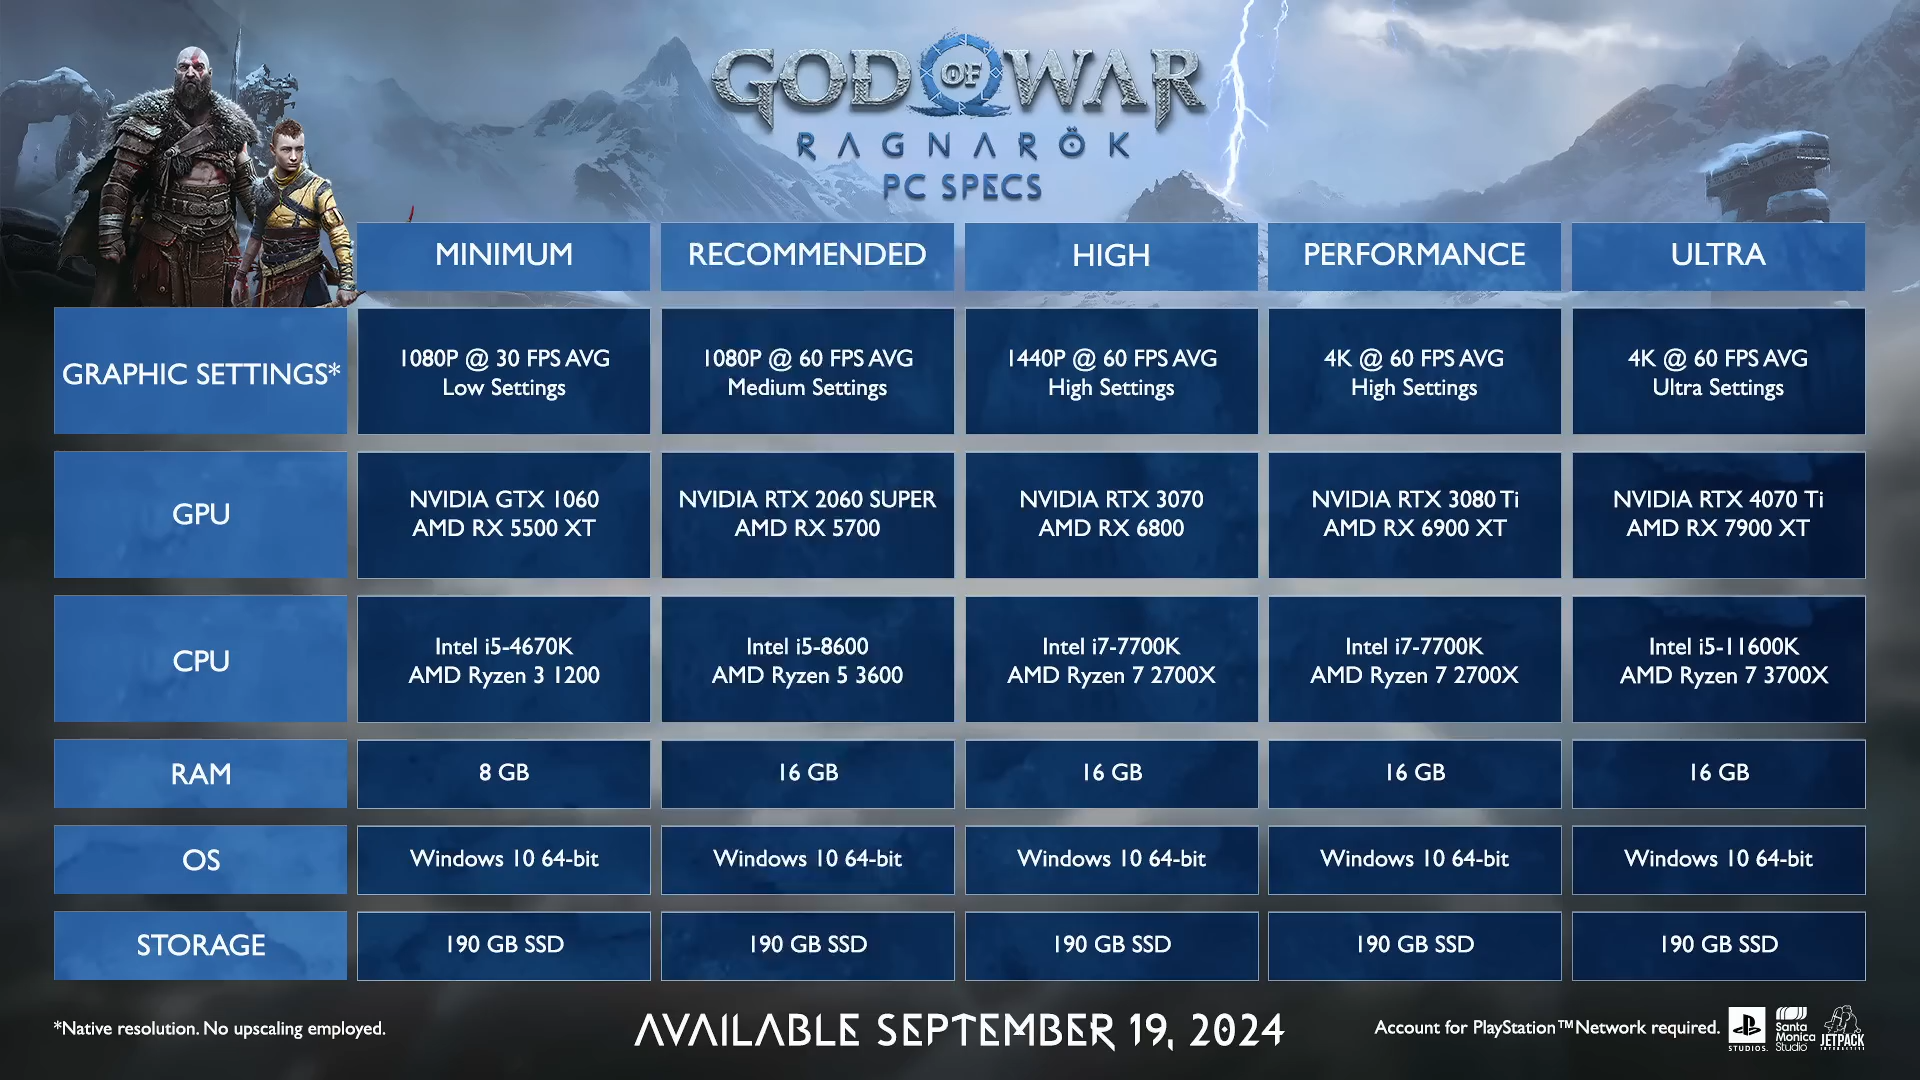 GOD OF WAR
RAGNARÖK
PC SPECS
MINIMUM RECOMMENDED HIGH PERFORMANCE ULTRA
GRAPHIC SETTINGS*
1080P @ 30 FPS AVG
Low Settings
1080P @ 60 FPS AVG
Medium Settings
1440P @ 60 FPS AVG
High Settings
4K @ 60 FPS AVG
High Settings
4K @ 60 FPS AVG
Ultra Settings
GPU
NVIDIA GTX 1060
AMD RX 5500 XT
NVIDIA RTX 2060 SUPER
AMD RX 5700
NVIDIA RTX 3070
AMD RX 6800
NVIDIA RTX 3080 Ti
AMD RX 6900 XT
NVIDIA RTX 4070 Ti
AMD RX 7900 XT
CPU
Intel i5-4670K
AMD Ryzen 3 1200
Intel i5-8600
AMD Ryzen 5 3600
Intel i7-7700K
AMD Ryzen 7 2700X
Intel i7-7700K
AMD Ryzen 7 2700X
Intel i5-11600K
AMD Ryzen 7 3700X
RAM 8 GB 16 GB 16 GB 16 GB 16 GB
OS Windows 10 64-bit Windows 10 64-bit Windows 10 64-bit Windows 10 64-bit Windows 10 64-bit
STORAGE 190 GB SSD 190 GB SSD 190 GB SSD 190 GB SSD 190 GB SSD
*Native resolution. No upscaling employed.
AVAILABLE SEPTEMBER 19, 2024
Account for PlayStation™Network required.
STUDIOS
Santa
Monica
Studio
JETPACK
INTERACTIVE